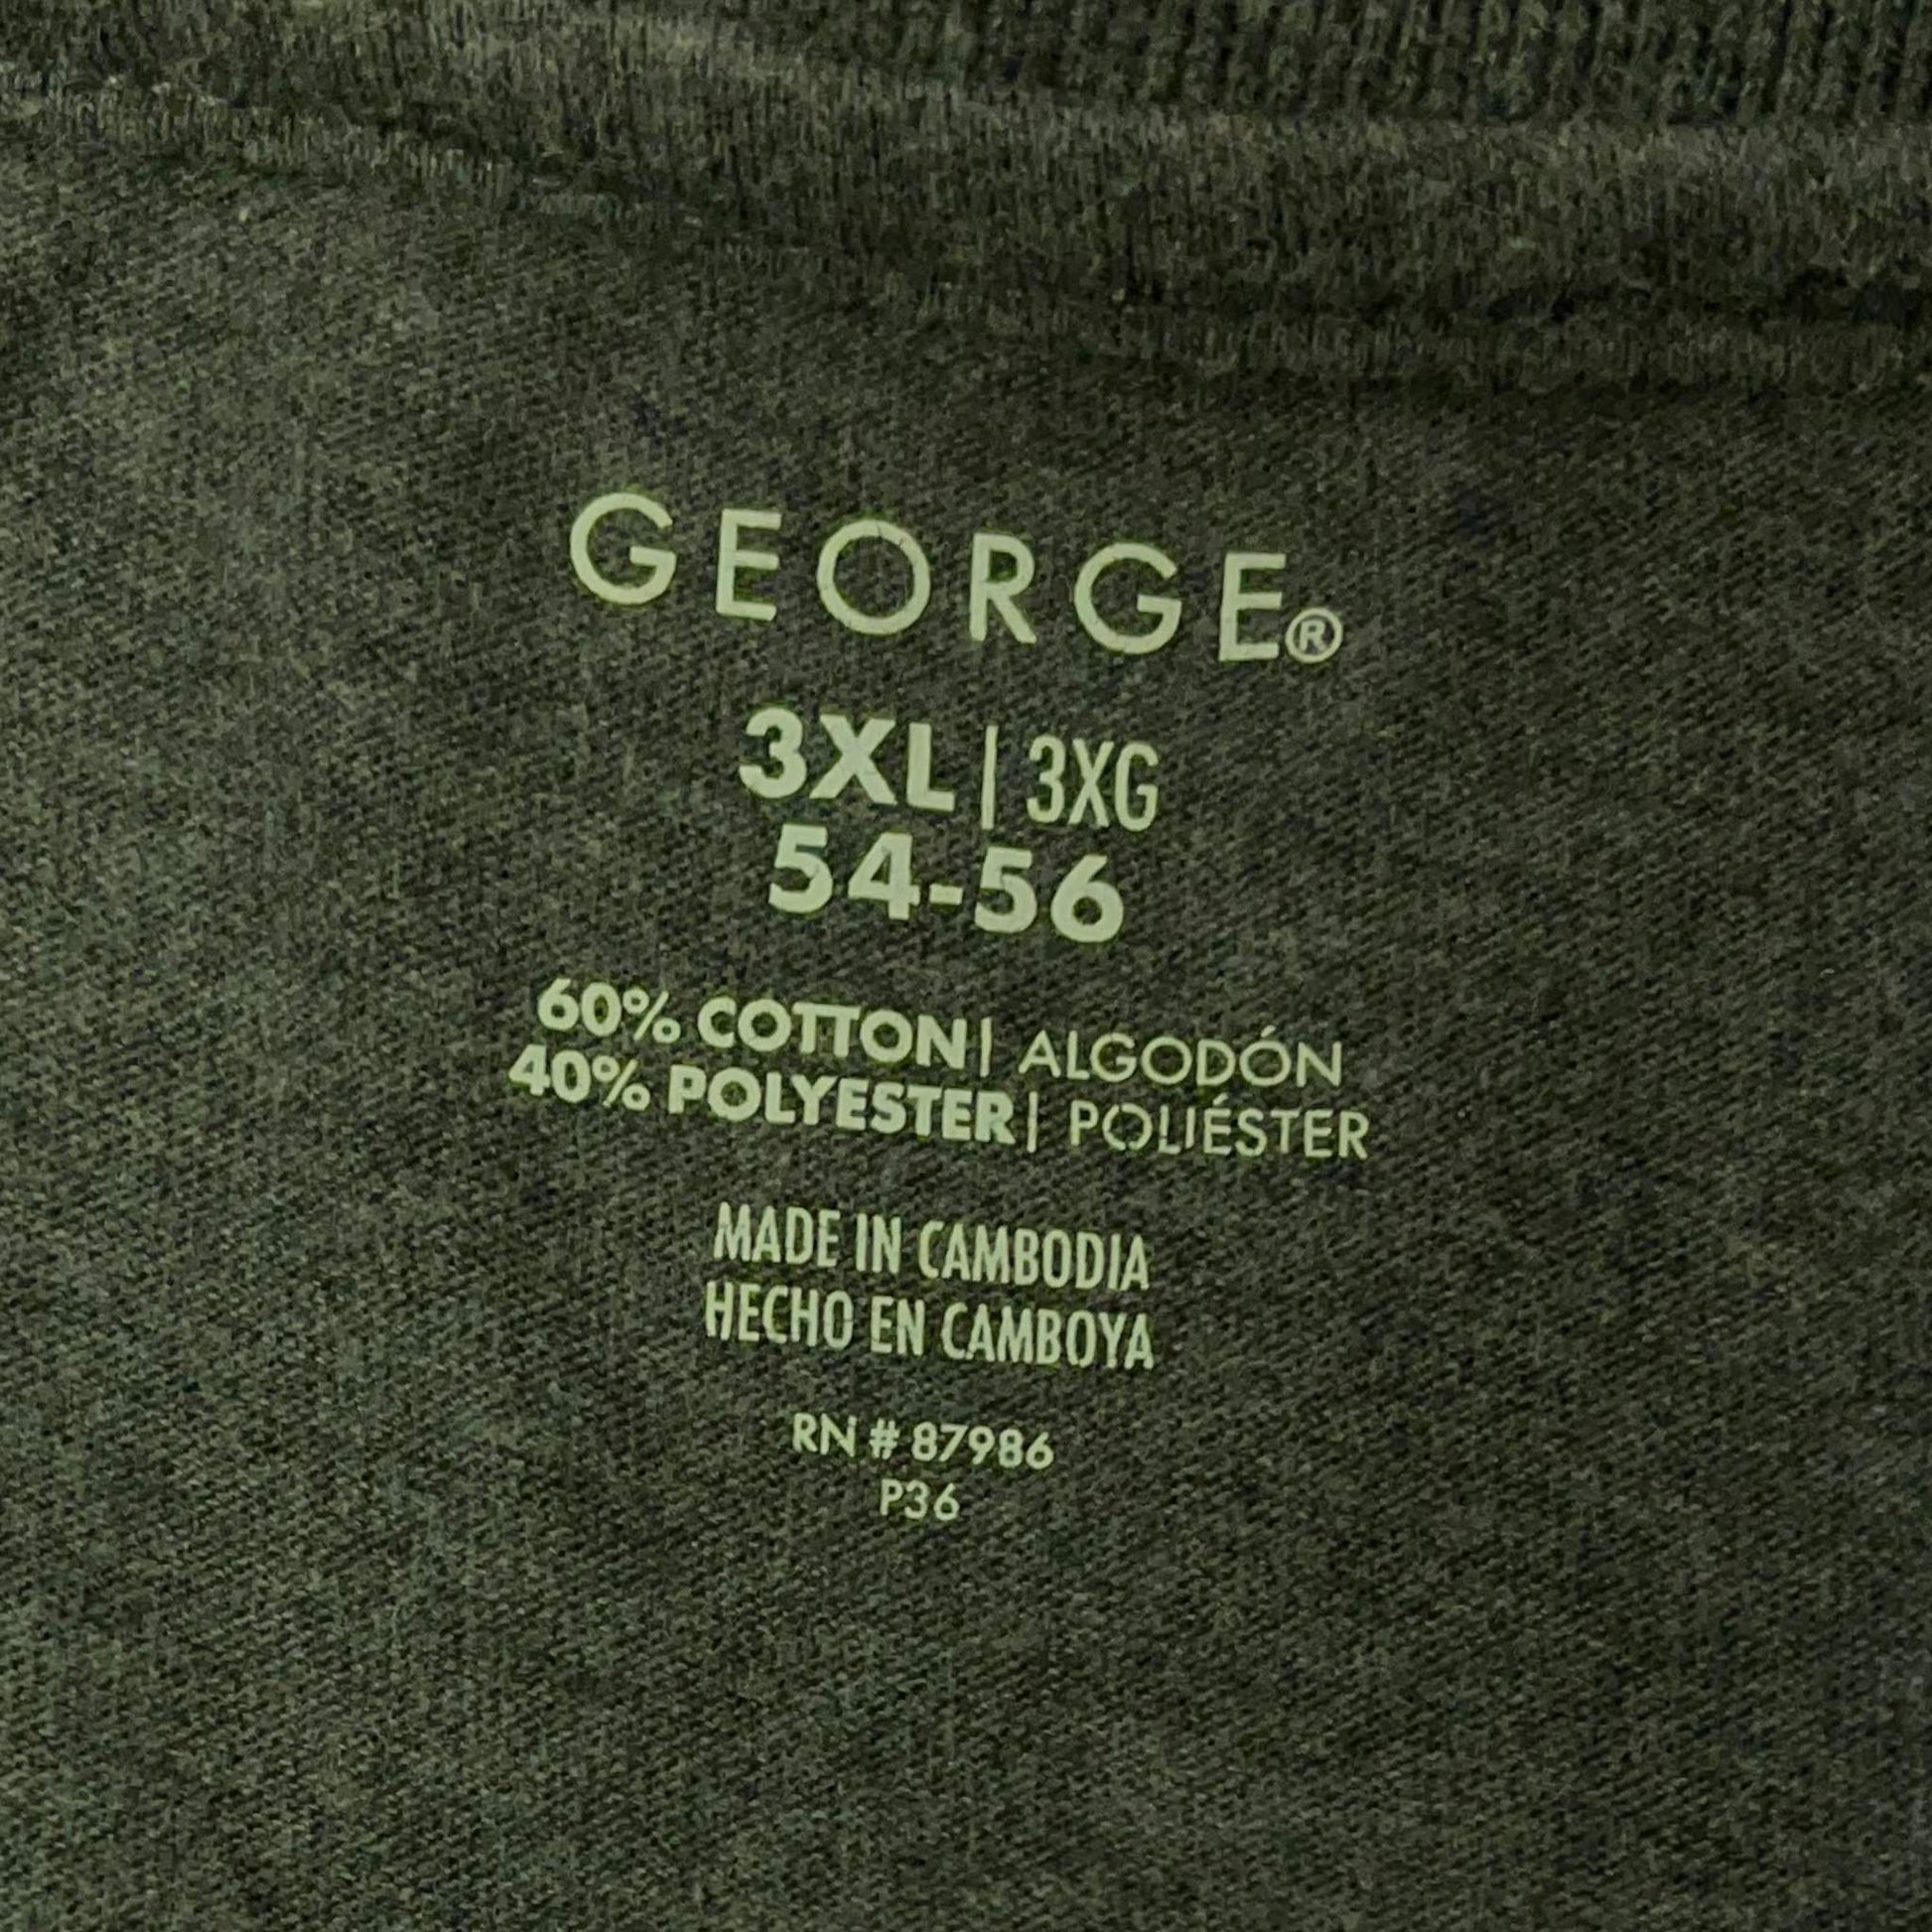 GEORGE®
3XL | 3XG
54-56
60% COTTON | ALGODÓN
40% POLYESTER | POLIÉSTER
MADE IN CAMBODIA
HECHO EN CAMBOYA
RN # 87986
P36